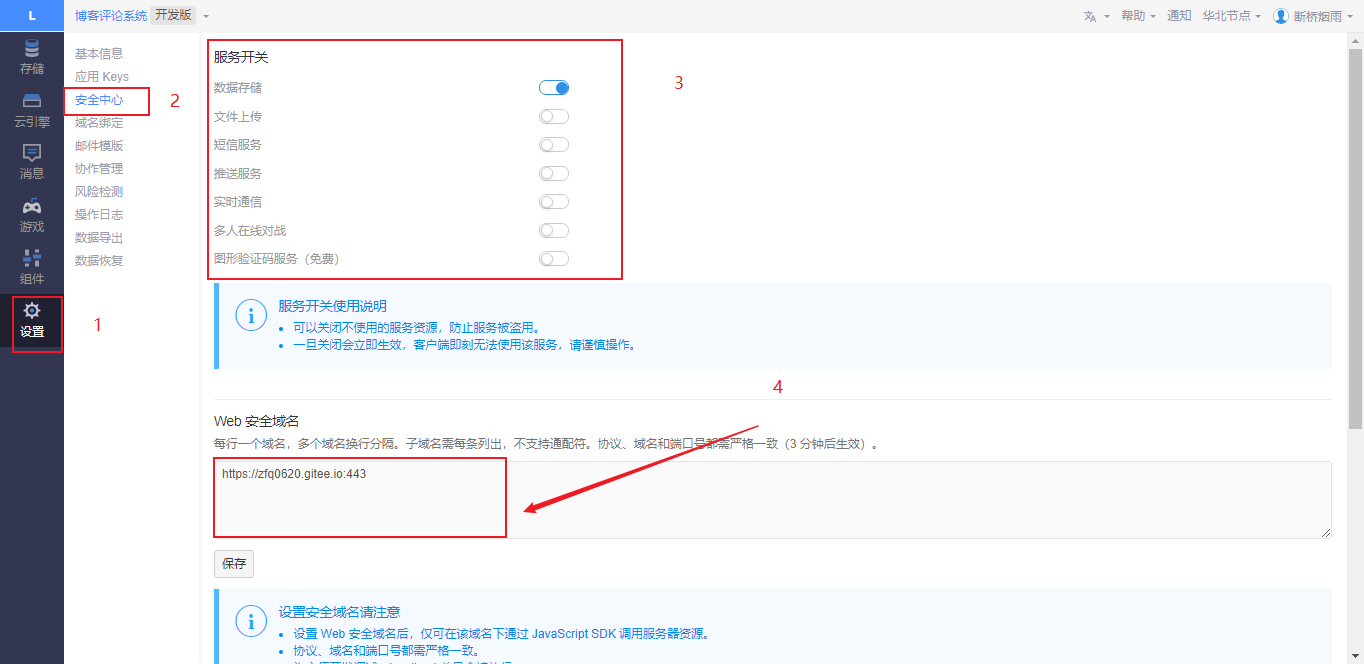 L
博客评论系统 开发版
帮助 通知 华北节点 断桥烟雨
存储
云引擎
消息
游戏
组件
设置
1
基本信息
应用 Keys
安全中心
2
域名绑定
邮件模版
协作管理
风险检测
操作日志
数据导出
数据恢复
服务开关
3
数据存储
文件上传
短信服务
推送服务
实时通信
多人在线对战
图形验证码服务（免费）
服务开关使用说明
可以关闭不使用的服务资源，防止服务被盗用。
一旦关闭会立即生效，客户端即刻无法使用该服务，请谨慎操作。
4
Web 安全域名
每行一个域名，多个域名换行分隔。子域名需每条列出，不支持通配符。协议、域名和端口号都需严格一致（3 分钟后生效）。
https://zfq0620.gitee.io:443
保存
设置安全域名请注意
设置 Web 安全域名后，仅可在该域名下通过 JavaScript SDK 调用服务器资源。
协议、域名和端口号都需严格一致。